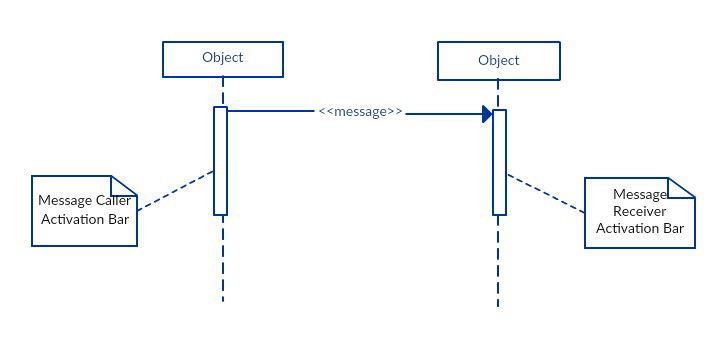 Object
Object
<<message>>
Message Caller
Activation Bar
Message
Receiver
Activation Bar